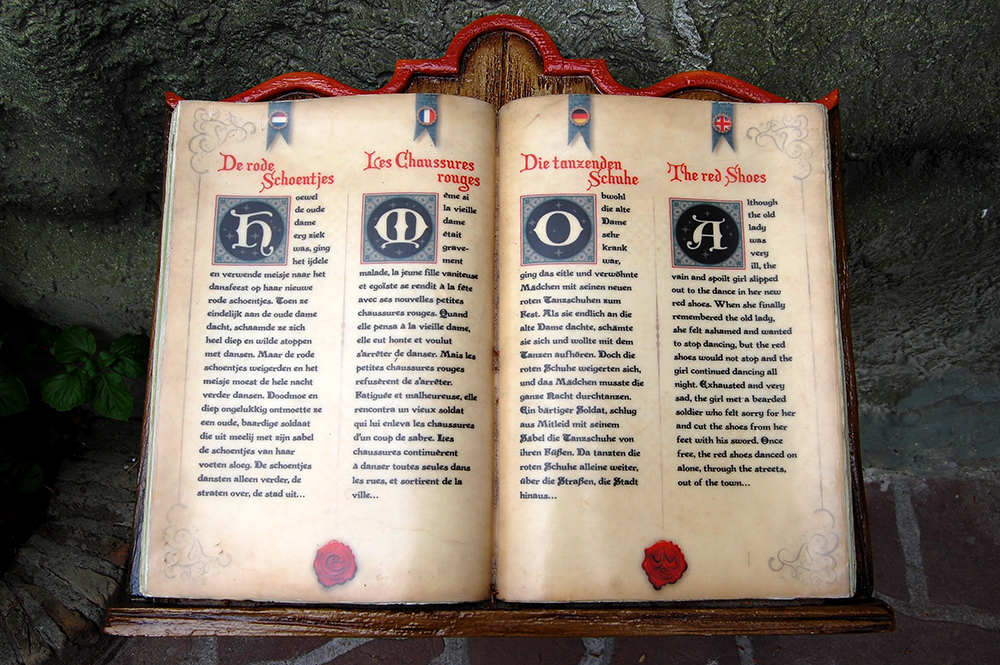 De rode
Schoentjes
Hoewel
de oude
dame
erg ziek
was, ging
het ijdele
en verwende meisje naar het
dansfeest op haar nieuwe
rode schoentjes. Toen ze
eindelijk aan de oude dame
dacht, schaamde ze zich
heel diep en wilde stoppen
met dansen. Maar de rode
schoentjes weigerden en het
meisje moest de hele nacht
verder dansen. Doodmoe en
diep ongelukkig ontmoette ze
een oude, baardige soldaat
die uit meelij met zijn sabel
de schoentjes van haar
voeten sloeg. De schoentjes
dansten alleen verder, de
straten over, de stad uit...
Les Chaussures
rouges
Même si
la vieille
dame
était
grave-
ment
malade, la jeune fille vaniteuse
et egoïste se rendit à la fête
avec ses nouvelles petites
chaussures rouges. Quand
elle pensa à la vieille dame,
elle eut honte et voulut
s'arrêter de danser. Mais les
petites chaussures rouges
refusèrent de s'arrêter.
Fatiguée et malheureuse, elle
rencontra un vieux soldat
qui lui enleva les chaussures
d'un coup de sabre. Les
chaussures continuèrent
à danser toutes seules dans
les rues, et sortirent de la
ville...
Die tanzenden
Schuhe
Obwohl
die alte
Dame
sehr
krank
war,
ging das eitle und verwöhnte
Mädchen mit seinen neuen
roten Tanzschuhen zum
Fest. Als sie endlich an die
alte Dame dachte, schämte
sie sich und wollte mit dem
Tanzen aufhören. Doch die
roten Schuhe weigerten sich,
und das Mädchen musste die
ganze Nacht durchtanzen.
Ein bärtiger Soldat, schlug
aus Mitleid mit seinem
Säbel die Tanzschuhe von
ihren Füßen. Da tanzten die
roten Schuhe alleine weiter,
über die Straßen, die Stadt
hinaus...
The red Shoes
Although
the old
lady
was
very
ill, the
vain and spoilt girl slipped
out to the dance in her new
red shoes. When she finally
remembered the old lady,
she felt ashamed and wanted
to stop dancing, but the red
shoes would not stop and the
girl continued dancing all
night. Exhausted and very
sad, the girl met a bearded
soldier who felt sorry for her
and cut the shoes from her
feet with his sword. Once
free, the red shoes danced on
alone, through the streets,
out of the town...